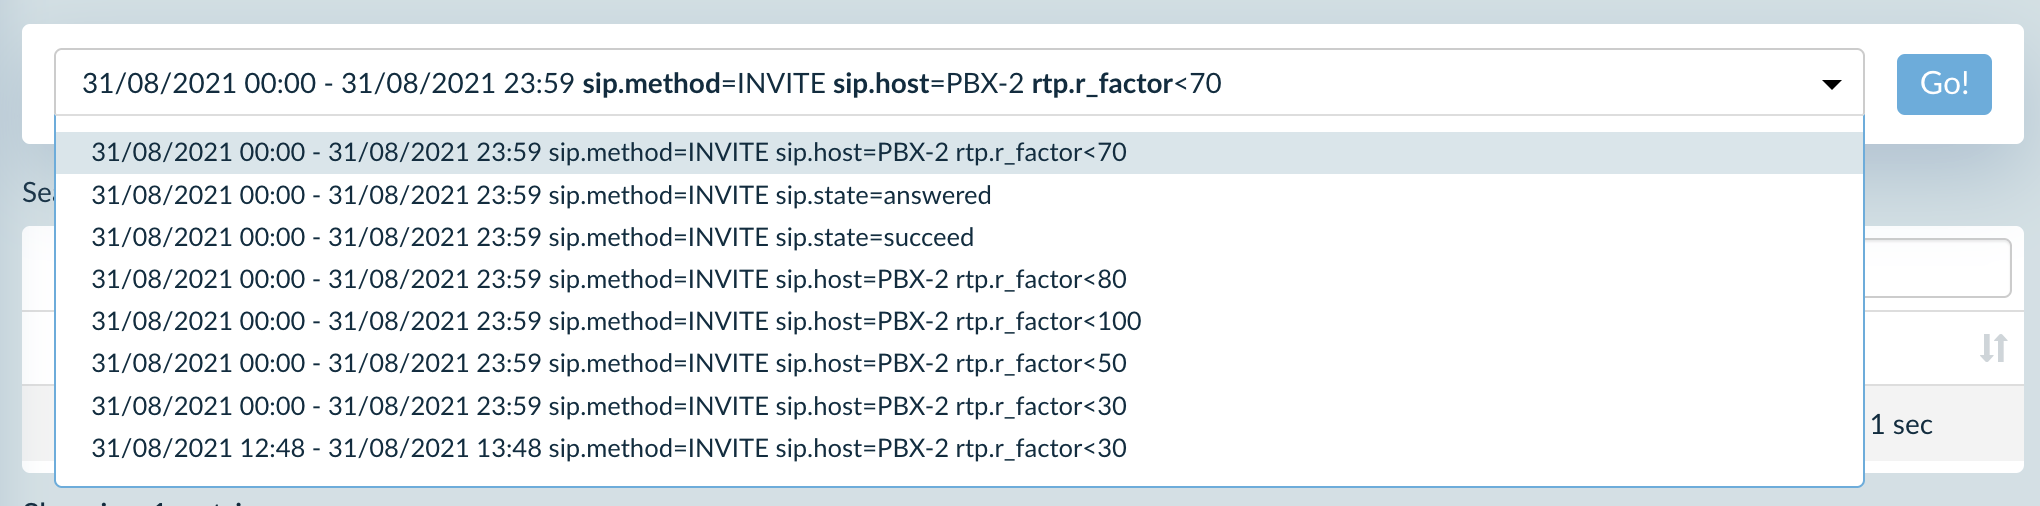 31/08/2021 00:00 - 31/08/2021 23:59 sip.method=INVITE sip.host=PBX-2 rtp.r_factor<70
Go!
31/08/2021 00:00 - 31/08/2021 23:59 sip.method=INVITE sip.host=PBX-2 rtp.r_factor<70
31/08/2021 00:00 - 31/08/2021 23:59 sip.method=INVITE sip.state=answered
31/08/2021 00:00 - 31/08/2021 23:59 sip.method=INVITE sip.state=succeed
31/08/2021 00:00 - 31/08/2021 23:59 sip.method=INVITE sip.host=PBX-2 rtp.r_factor<80
31/08/2021 00:00 - 31/08/2021 23:59 sip.method=INVITE sip.host=PBX-2 rtp.r_factor<100
31/08/2021 00:00 - 31/08/2021 23:59 sip.method=INVITE sip.host=PBX-2 rtp.r_factor<50
31/08/2021 00:00 - 31/08/2021 23:59 sip.method=INVITE sip.host=PBX-2 rtp.r_factor<30
1 sec
31/08/2021 12:48 - 31/08/2021 13:48 sip.method=INVITE sip.host=PBX-2 rtp.r_factor<30